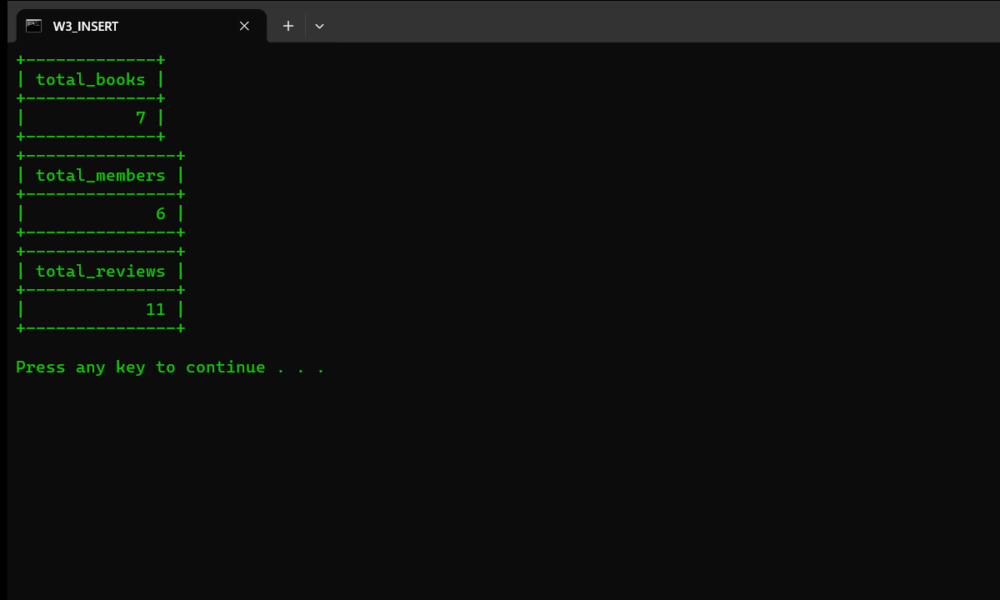 W3_INSERT
+-------------+
| total_books |
+-------------+
|           7 |
+-------------+
+---------------+
| total_members |
+---------------+
|             6 |
+---------------+
+---------------+
| total_reviews |
+---------------+
|            11 |
+---------------+
Press any key to continue . . .